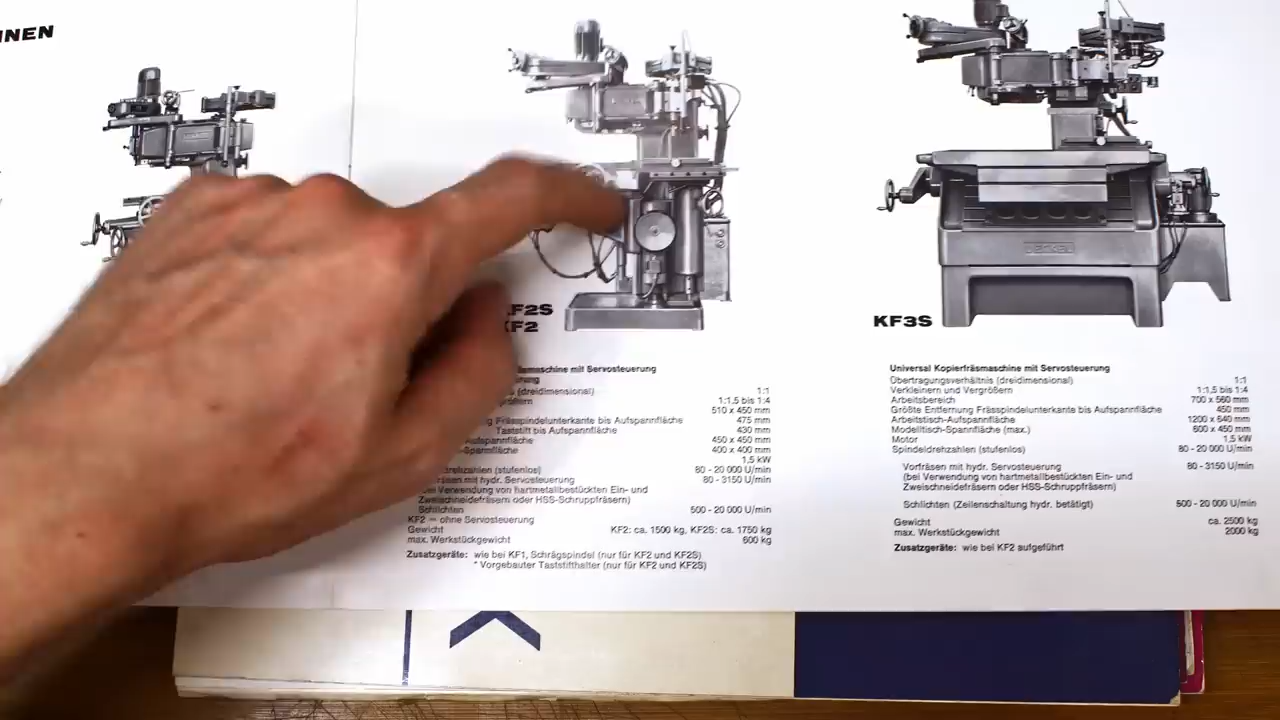 NEN
KF2S
KF2
maschine mit Servosteuerung
(dreidimensional) 1:1
1:1,5 bis 1:4
510 x 450 mm
Frässpindelunterkante bis Aufspannfläche 475 mm
Taststift bis Aufspannfläche 430 mm
Aufspannfläche 450 x 450 mm
Spannfläche 400 x 400 mm
1,5 kW
drehzahlen (stufenlos) 80 - 20 000 U/min
mit hydr. Servosteuerung 80 - 3150 U/min
(bei Verwendung von hartmetallbestückten Ein- und
Zweischneidefräsern oder HSS-Schruppfräsern)
Schlichten 500 - 20 000 U/min
KF2 = ohne Servosteuerung
Gewicht KF2: ca. 1500 kg, KF2S: ca. 1750 kg
max. Werkstückgewicht 600 kg
Zusatzgeräte: wie bei KF1, Schrägspindel (nur für KF2 und KF2S)
* Vorgebauter Taststifthalter (nur für KF2 und KF2S)
DECKEL
KF3S
Universal Kopierfräsmaschine mit Servosteuerung
Übertragungsverhältnis (dreidimensional) 1:1
Verkleinern und Vergrößern 1:1,5 bis 1:4
Arbeitsbereich 700 x 560 mm
Größte Entfernung Frässpindelunterkante bis Aufspannfläche 450 mm
Arbeitstisch-Aufspannfläche 1200 x 640 mm
Modelltisch-Spannfläche (max.) 800 x 450 mm
Motor 1,5 kW
Spindeldrehzahlen (stufenlos) 80 - 20 000 U/min
Vorfräsen mit hydr. Servosteuerung 80 - 3150 U/min
(bei Verwendung von hartmetallbestückten Ein- und
Zweischneidefräsern oder HSS-Schruppfräsern)
Schlichten (Zeilenschaltung hydr. betätigt) 500 - 20 000 U/min
Gewicht ca. 2500 kg
max. Werkstückgewicht 2000 kg
Zusatzgeräte: wie bei KF2 aufgeführt